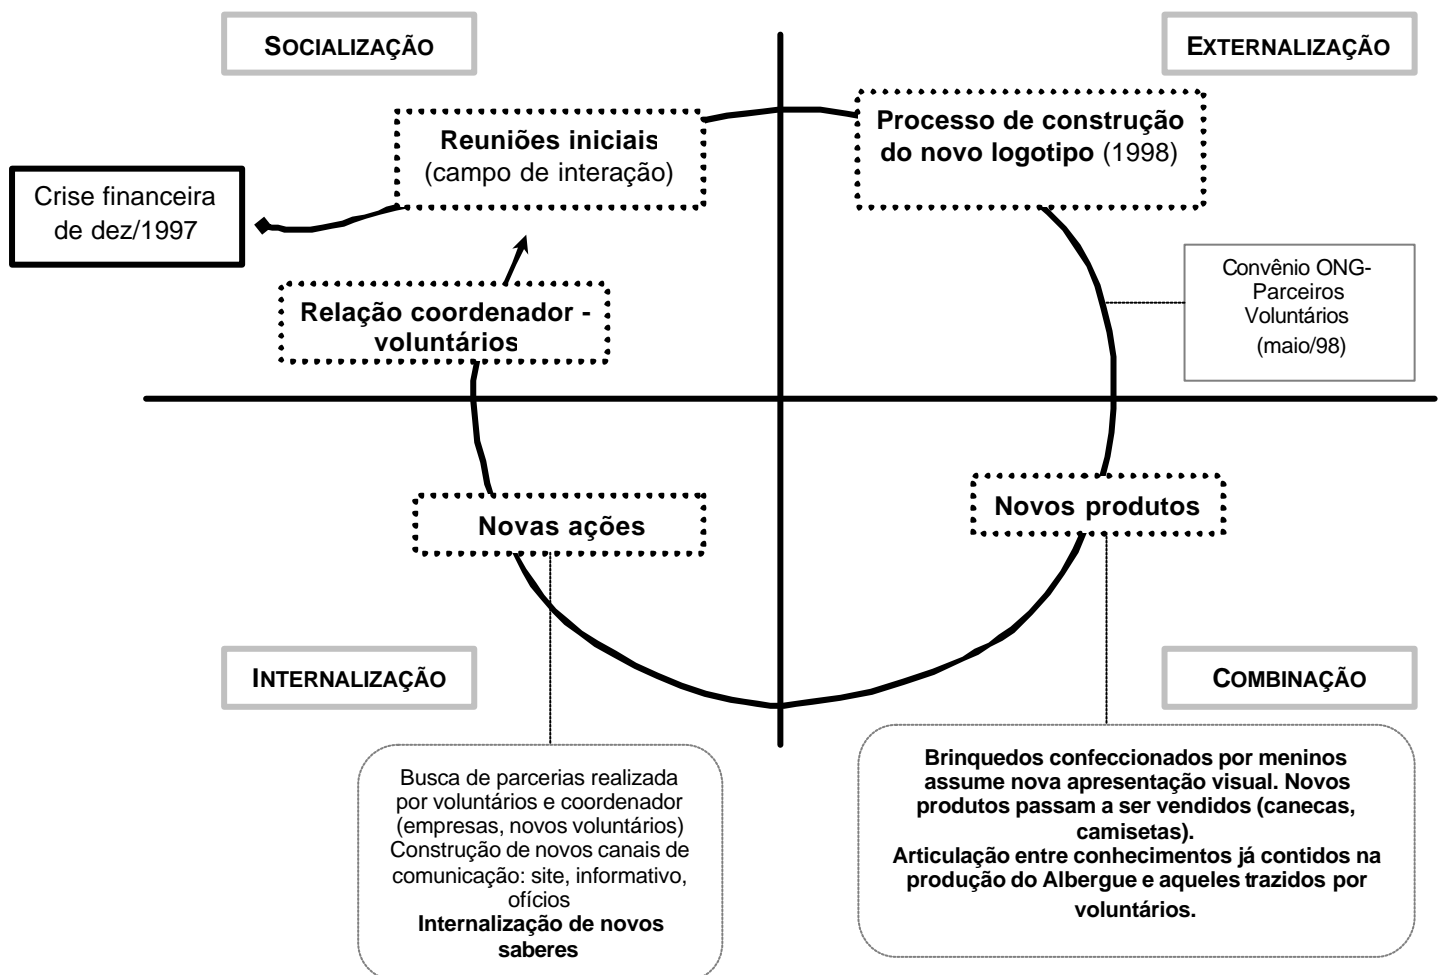 SOCIALIZAÇÃO
EXTERNALIZAÇÃO
Reuniões iniciais
(campo de interação)
Processo de construção
do novo logotipo (1998)
Crise financeira
de dez/1997
Relação coordenador -
voluntários
Convênio ONG-
Parceiros
Voluntários
(maio/98)
Novas ações
Novos produtos
INTERNALIZAÇÃO
COMBINAÇÃO
Busca de parcerias realizada
por voluntários e coordenador
(empresas, novos voluntários)
Construção de novos canais de
comunicação: site, informativo,
ofícios
Internalização de novos
saberes
Brinquedos confeccionados por meninos
assume nova apresentação visual. Novos
produtos passam a ser vendidos (canecas,
camisetas).
Articulação entre conhecimentos já contidos na
produção do Albergue e aqueles trazidos por
voluntários.